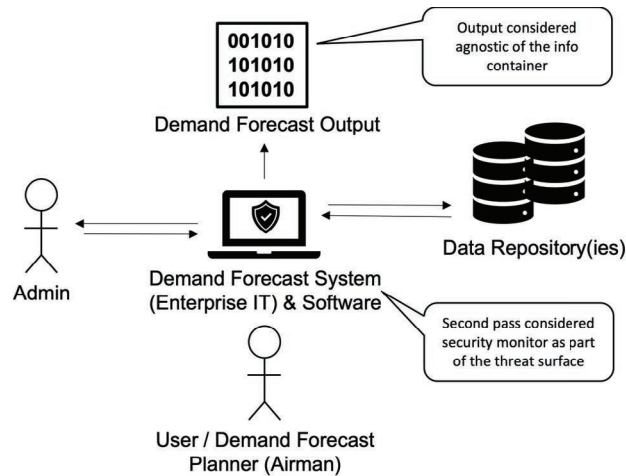 001010
101010
101010
Output considered
agnostic of the info
container
Demand Forecast Output
Admin
Data Repository(ies)
Demand Forecast System
(Enterprise IT) & Software
Second pass considered
security monitor as part
of the threat surface
User / Demand Forecast
Planner (Airman)